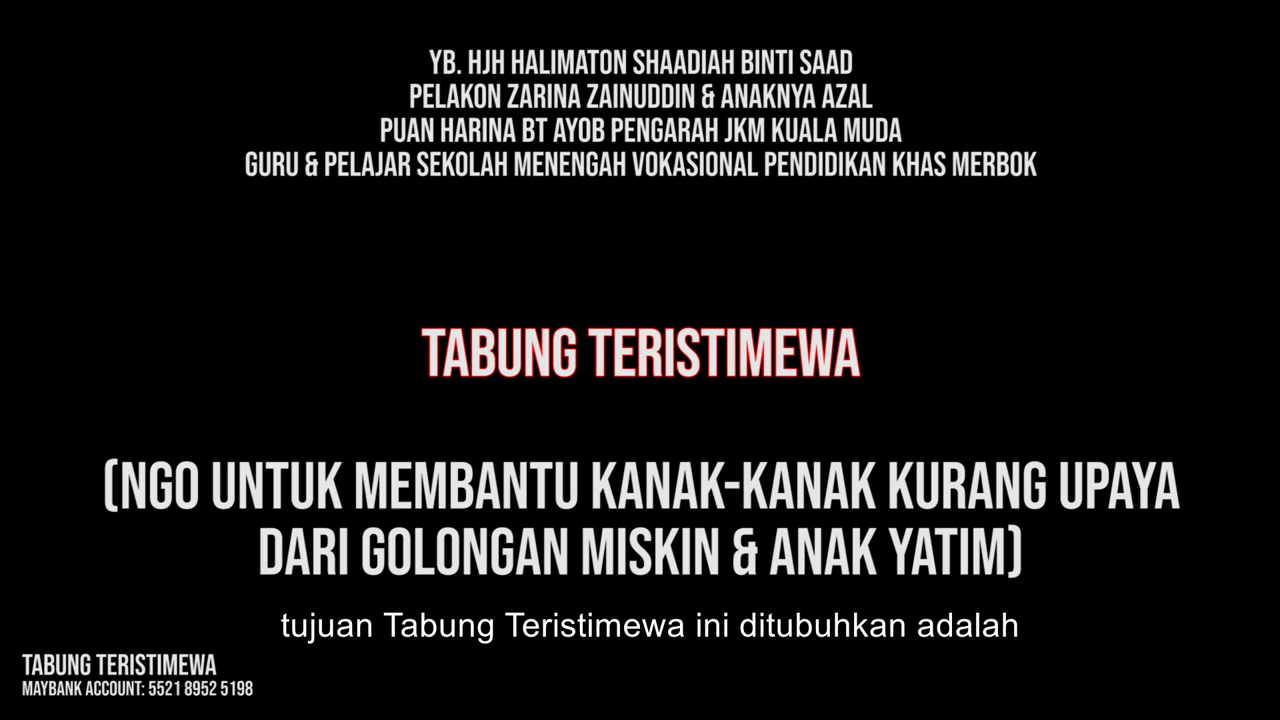 YB. HJH HALIMATON SHAADIAH BINTI SAAD
PELAKON ZARINA ZAINUDDIN & ANAKNYA AZAL
PUAN HARINA BT AYOB PENGARAH JKM KUALA MUDA
GURU & PELAJAR SEKOLAH MENENGAH VOKASIONAL PENDIDIKAN KHAS MERBOK
TABUNG TERISTIMEWA
(NGO UNTUK MEMBANTU KANAK-KANAK KURANG UPAYA
DARI GOLONGAN MISKIN & ANAK YATIM)
tujuan Tabung Teristimewa ini ditubuhkan adalah
TABUNG TERISTIMEWA
MAYBANK ACCOUNT: 5521 8952 5198